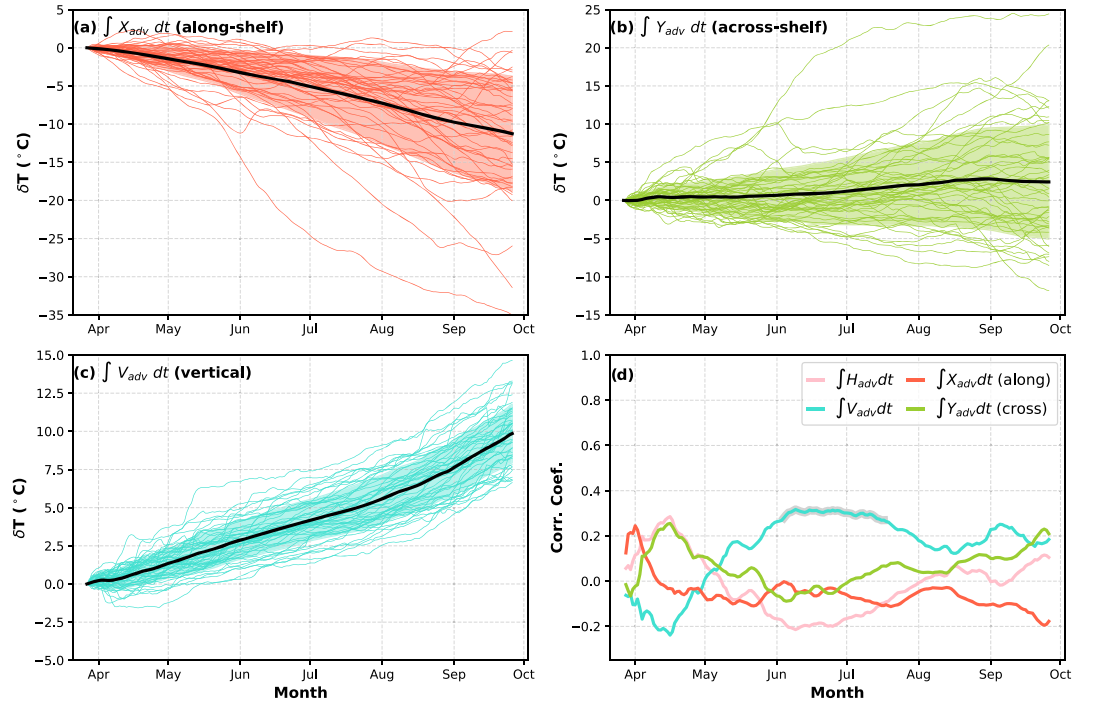 (a) ∫ X_adv dt (along-shelf)
5
0
−5
−10
−15
−20
−25
−30
−35
δT (°C)
Apr May Jun Jul Aug Sep Oct
(b) ∫ Y_adv dt (across-shelf)
25
20
15
10
5
0
−5
−10
−15
δT (°C)
Apr May Jun Jul Aug Sep Oct
(c) ∫ V_adv dt (vertical)
15.0
12.5
10.0
7.5
5.0
2.5
0.0
−2.5
−5.0
δT (°C)
Apr May Jun Jul Aug Sep Oct
Month
(d)
∫H_adv dt ∫X_adv dt (along)
∫V_adv dt ∫Y_adv dt (cross)
1.0
0.8
0.6
0.4
0.2
0.0
−0.2
Corr. Coef.
Apr May Jun Jul Aug Sep Oct
Month